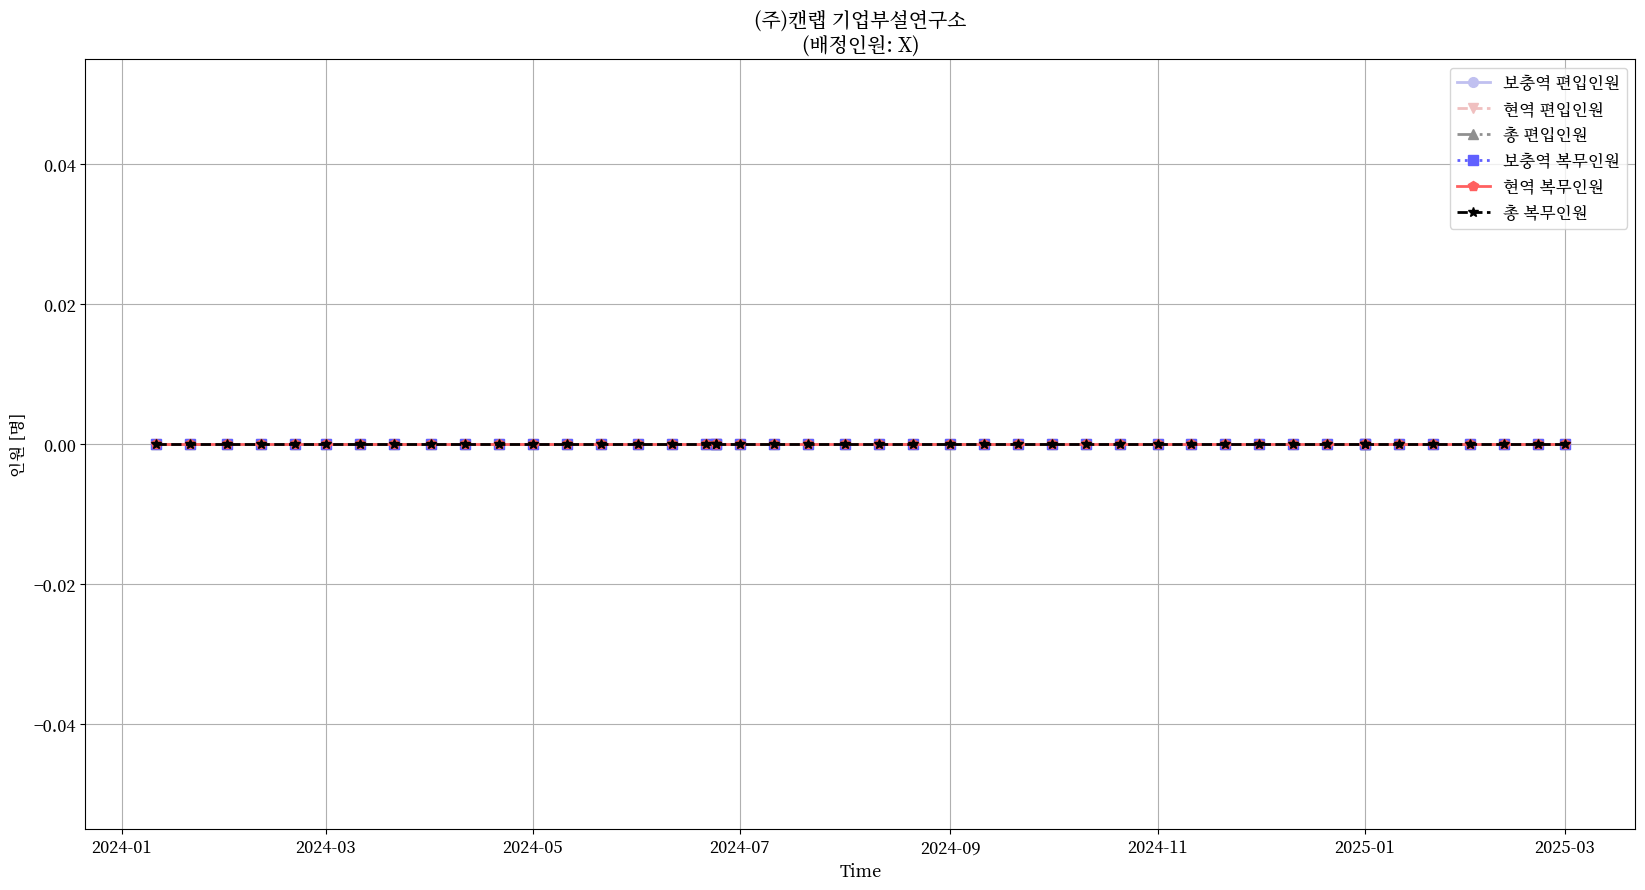 (주)캔랩 기업부설연구소
(배정인원: X)
보충역 편입인원
현역 편입인원
총 편입인원
보충역 복무인원
현역 복무인원
총 복무인원
인원 [명]
0.04
0.02
0.00
−0.02
−0.04
2024-01
2024-03
2024-05
2024-07
2024-09
2024-11
2025-01
2025-03
Time